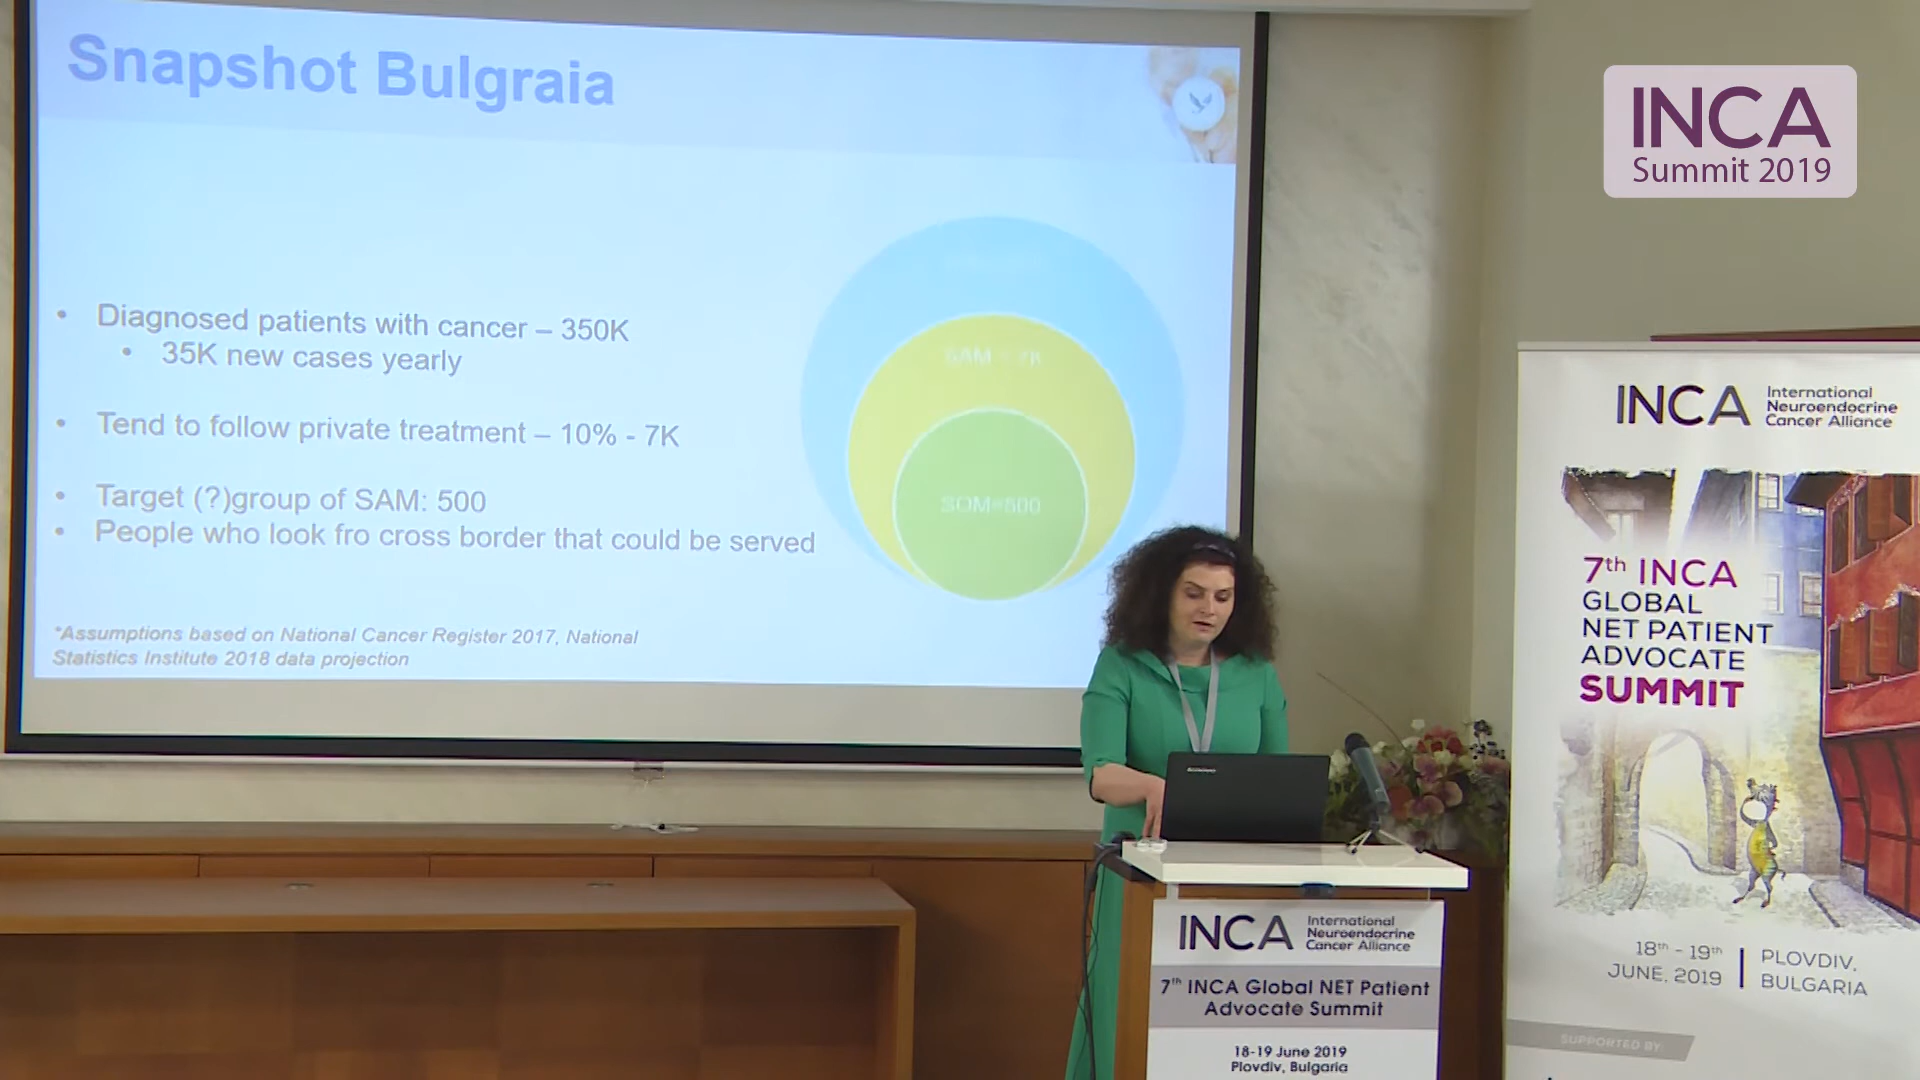 Snapshot Bulgraia
• Diagnosed patients with cancer – 350K
• 35K new cases yearly
• Tend to follow private treatment – 10% - 7K
• Target (?)group of SAM: 500
• People who look fro cross border that could be served
*Assumptions based on National Cancer Register 2017, National
Statistics Institute 2018 data projection
SOM=500
INCA
Summit 2019
INCA International
Neuroendocrine
Cancer Alliance
7th INCA
GLOBAL
NET PATIENT
ADVOCATE
SUMMIT
18th - 19th
JUNE, 2019
PLOVDIV,
BULGARIA
SUPPORTED BY:
INCA International
Neuroendocrine
Cancer Alliance
7th INCA Global NET Patient
Advocate Summit
18-19 June 2019
Plovdiv, Bulgaria